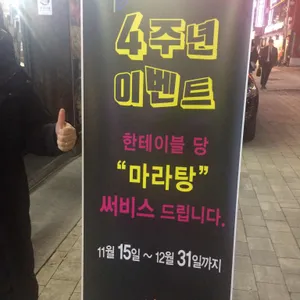 4주년
이벤트
한테이블 당
“마라탕”
써비스 드립니다.
11월 15일 ~ 12월 31일까지